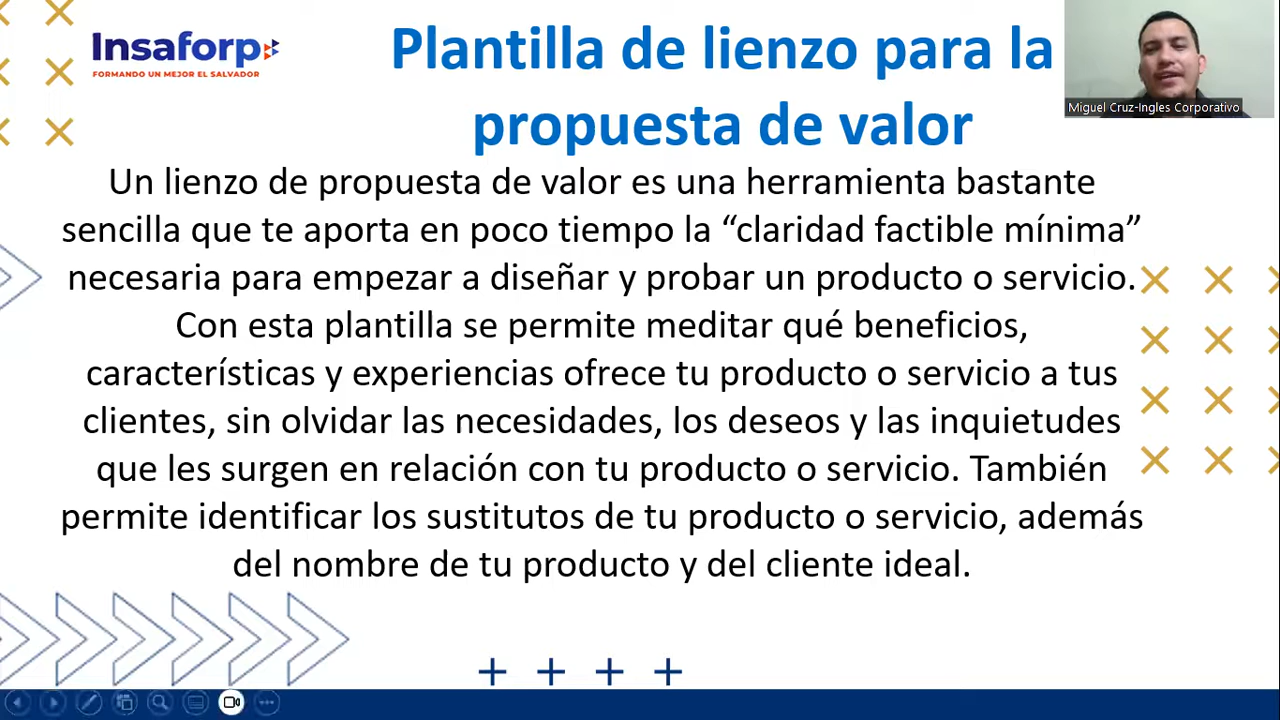 Insaforp
FORMANDO UN MEJOR EL SALVADOR
Plantilla de lienzo para la
propuesta de valor
Miguel Cruz-Ingles Corporativo
Un lienzo de propuesta de valor es una herramienta bastante
sencilla que te aporta en poco tiempo la “claridad factible mínima”
necesaria para empezar a diseñar y probar un producto o servicio.
Con esta plantilla se permite meditar qué beneficios,
características y experiencias ofrece tu producto o servicio a tus
clientes, sin olvidar las necesidades, los deseos y las inquietudes
que les surgen en relación con tu producto o servicio. También
permite identificar los sustitutos de tu producto o servicio, además
del nombre de tu producto y del cliente ideal.